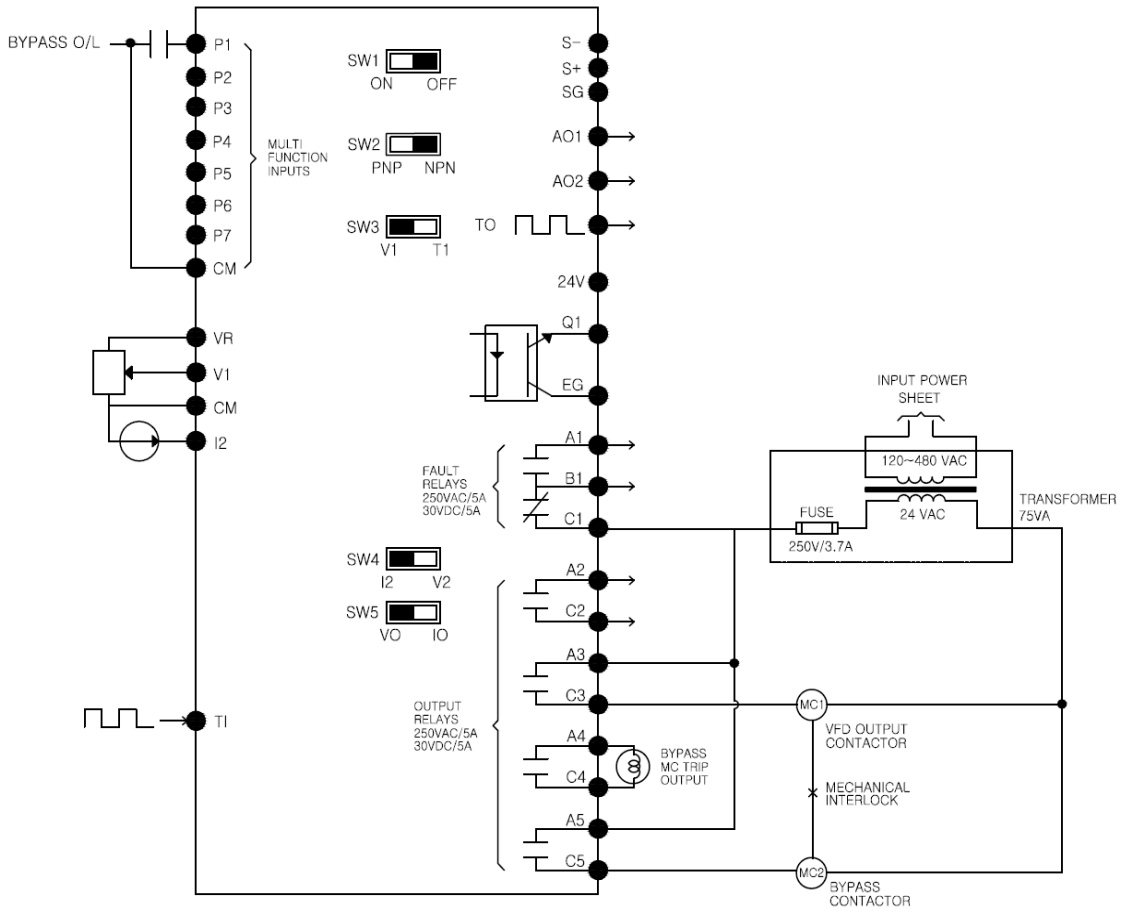 BYPASS O/L
P1
P2
P3
P4
P5
P6
P7
CM
MULTI
FUNCTION
INPUTS
VR
V1
CM
I2
TI
SW1
ON OFF
SW2
PNP NPN
SW3
V1 T1
SW4
I2 V2
SW5
VO IO
S-
S+
SG
AO1
AO2
TO
24V
Q1
EG
A1
B1
C1
FAULT
RELAYS
250VAC/5A
30VDC/5A
A2
C2
A3
C3
A4
C4
A5
C5
OUTPUT
RELAYS
250VAC/5A
30VDC/5A
BYPASS
MC TRIP
OUTPUT
INPUT POWER
SHEET
120~480 VAC
24 VAC
FUSE
250V/3.7A
TRANSFORMER
75VA
MC1
VFD OUTPUT
CONTACTOR
MECHANICAL
INTERLOCK
MC2
BYPASS
CONTACTOR